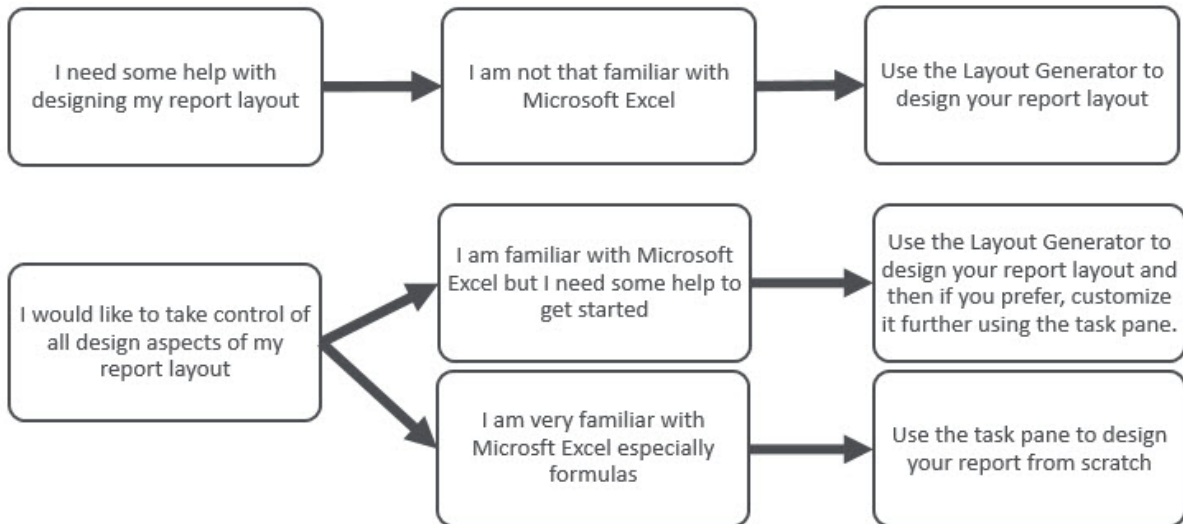 I need some help with
designing my report layout
I am not that familiar with
Microsoft Excel
Use the Layout Generator to
design your report layout
I would like to take control of
all design aspects of my
report layout
I am familiar with Microsoft
Excel but I need some help to
get started
Use the Layout Generator to
design your report layout and
then if you prefer, customize
it further using the task pane.
I am very familiar with
Microsft Excel especially
formulas
Use the task pane to design
your report from scratch